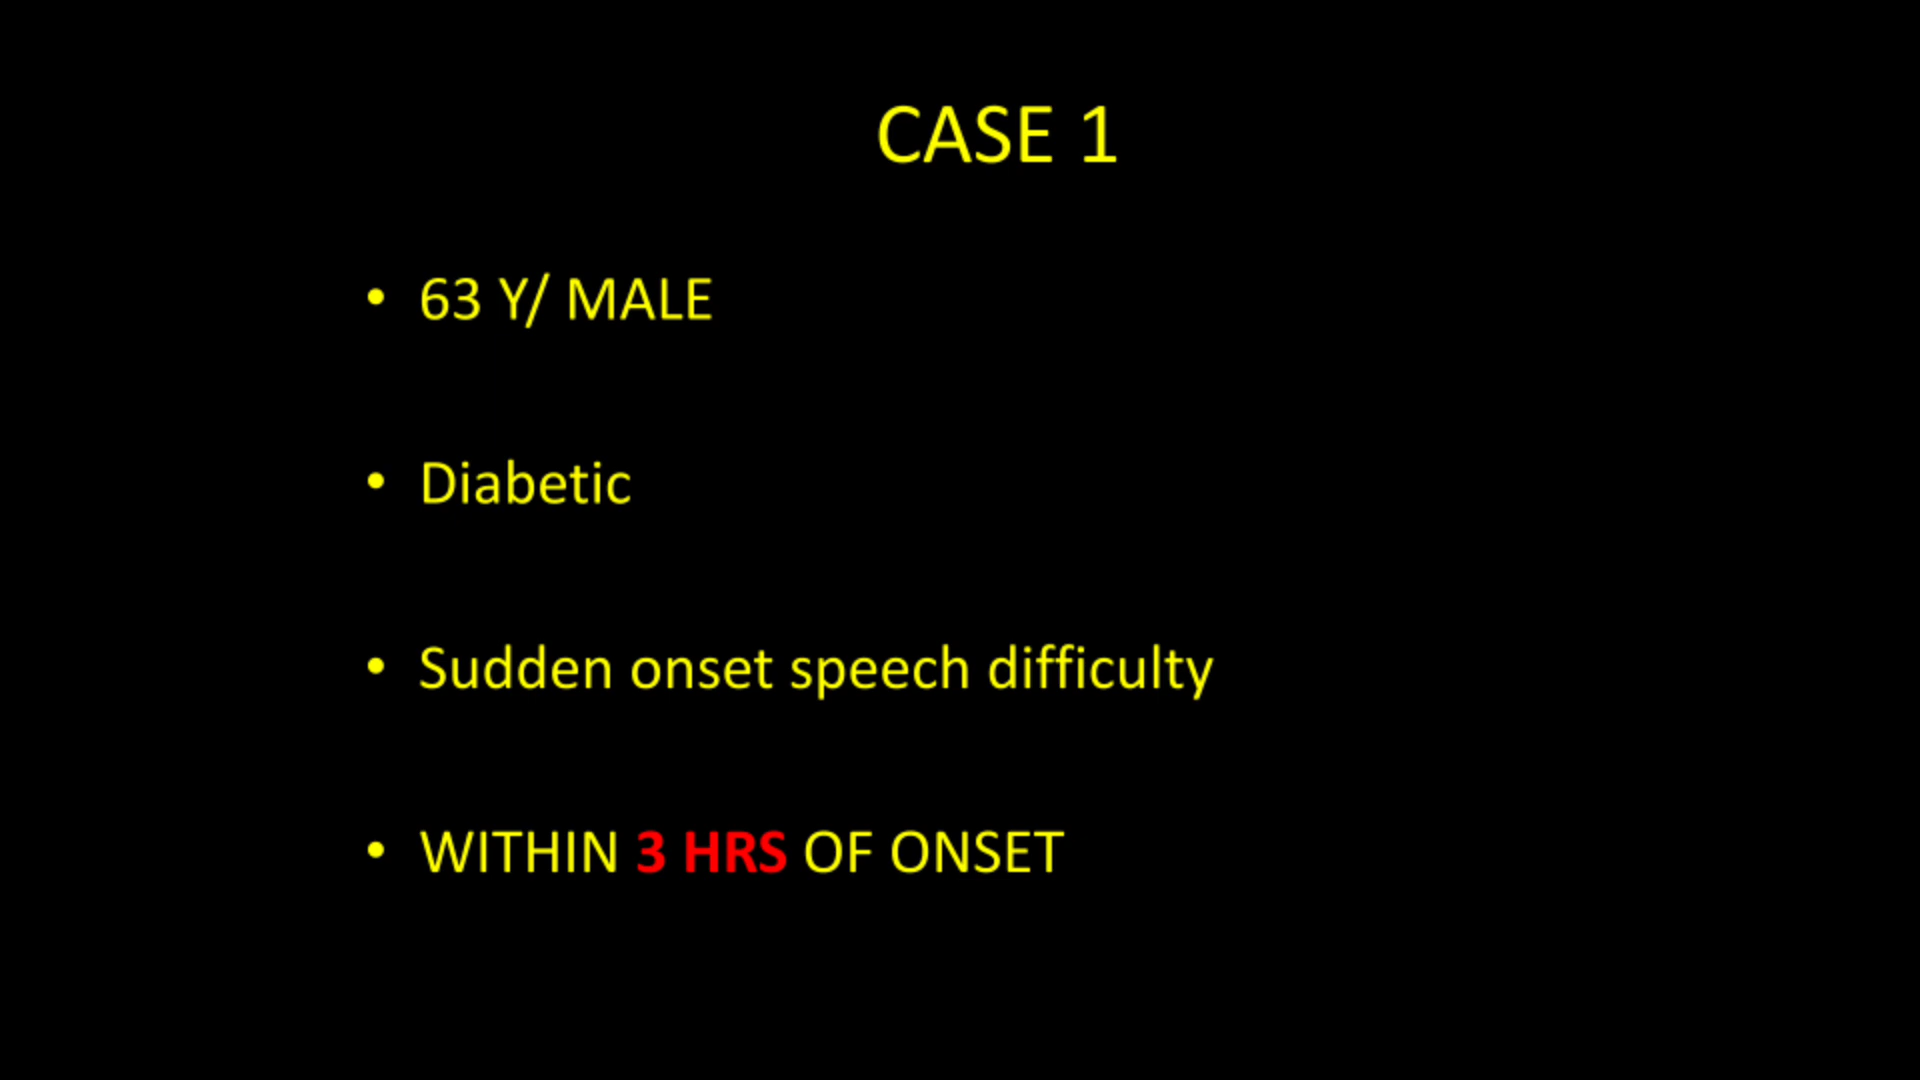 CASE 1
• 63 Y/ MALE
• Diabetic
• Sudden onset speech difficulty
• WITHIN 3 HRS OF ONSET